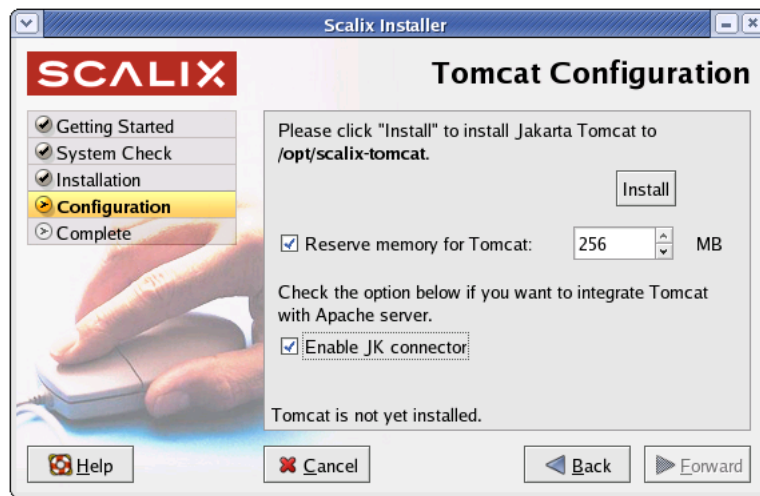 Scalix Installer
SCALIX
Tomcat Configuration
Getting Started
System Check
Installation
Configuration
Complete
Please click "Install" to install Jakarta Tomcat to
/opt/scalix-tomcat.
Install
Reserve memory for Tomcat: 256 MB
Check the option below if you want to integrate Tomcat
with Apache server.
Enable JK connector
Tomcat is not yet installed.
Help Cancel Back Forward